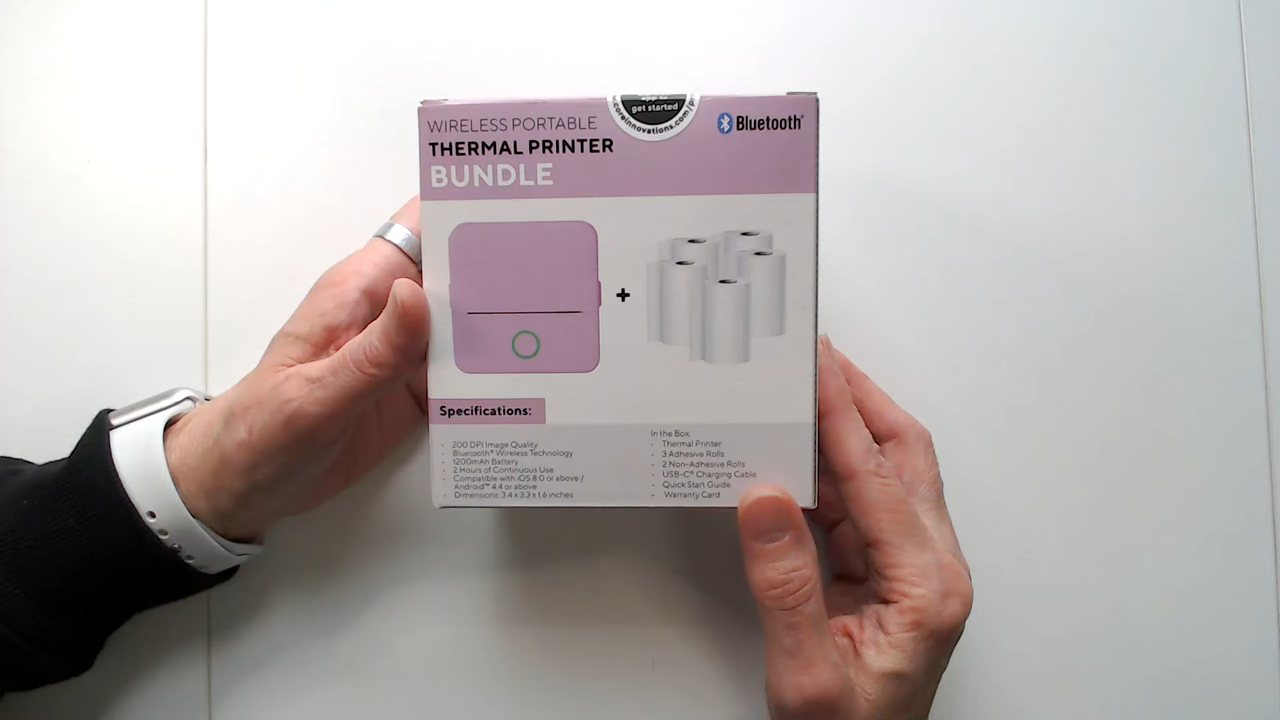 app to
get started
coreinnovations.com/p
WIRELESS PORTABLE
Bluetooth®
THERMAL PRINTER
BUNDLE
+
Specifications:
· 200 DPI Image Quality
· Bluetooth® Wireless Technology
· 1200mAh Battery
· 2 Hours of Continuous Use
· Compatible with iOS 8.0 or above /
Android™ 4.4 or above
· Dimensions: 3.4 x 3.3 x 1.6 inches
In the Box:
· Thermal Printer
· 3 Adhesive Rolls
· 2 Non-Adhesive Rolls
· USB-C® Charging Cable
· Quick Start Guide
· Warranty Card